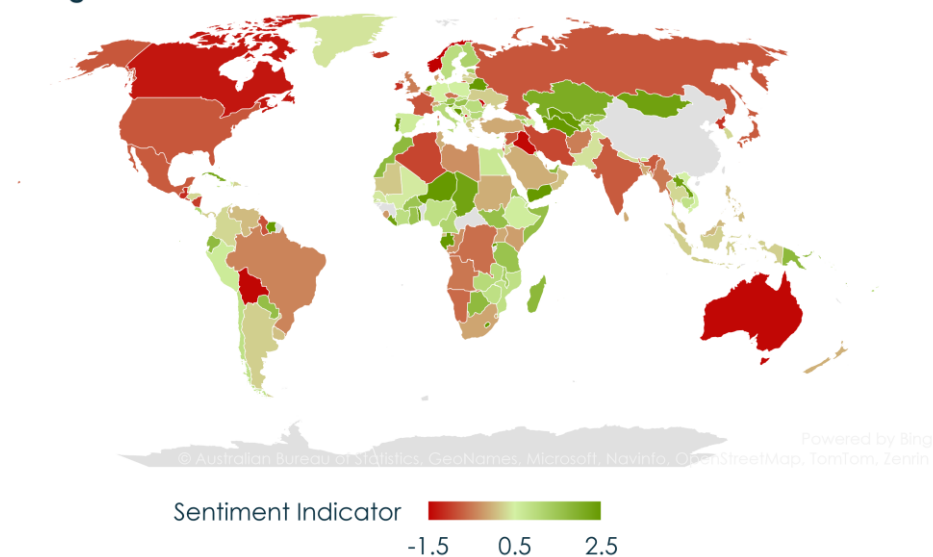 Powered by Bing
© Australian Bureau of Statistics, GeoNames, Microsoft, Navinfo, OpenStreetMap, TomTom, Zenrin
Sentiment Indicator
-1.5 0.5 2.5